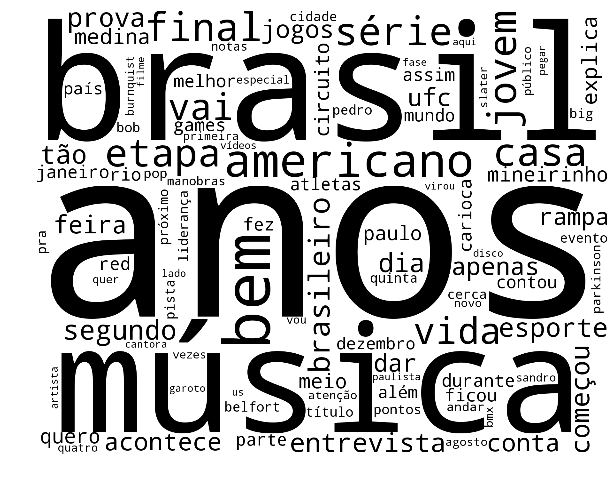 prova final jogos série cidade jovem explica
medina notas aqui
brasil
país burnquist filme melhor especial circuito fase assim slater público pegar
vai ufc
bob games pedro mundo big
primeira
tão etapa vídeos americano casa
janeiro rio pop mineirinho
manobras atletas virou
anos
pra feira próximo liderança fez brasileiro paulo carioca rampa
red dia disco evento
quer lado bem quinta apenas parkinson
pista cerca contou
novo
segundo vou vida esporte
cantora dezembro
música
vezes dar começou
artista garoto us meio paulista além durante sandro
belfort atenção ficou
título pontos andar bmx
quero acontece parte entrevista agosto conta
quatro